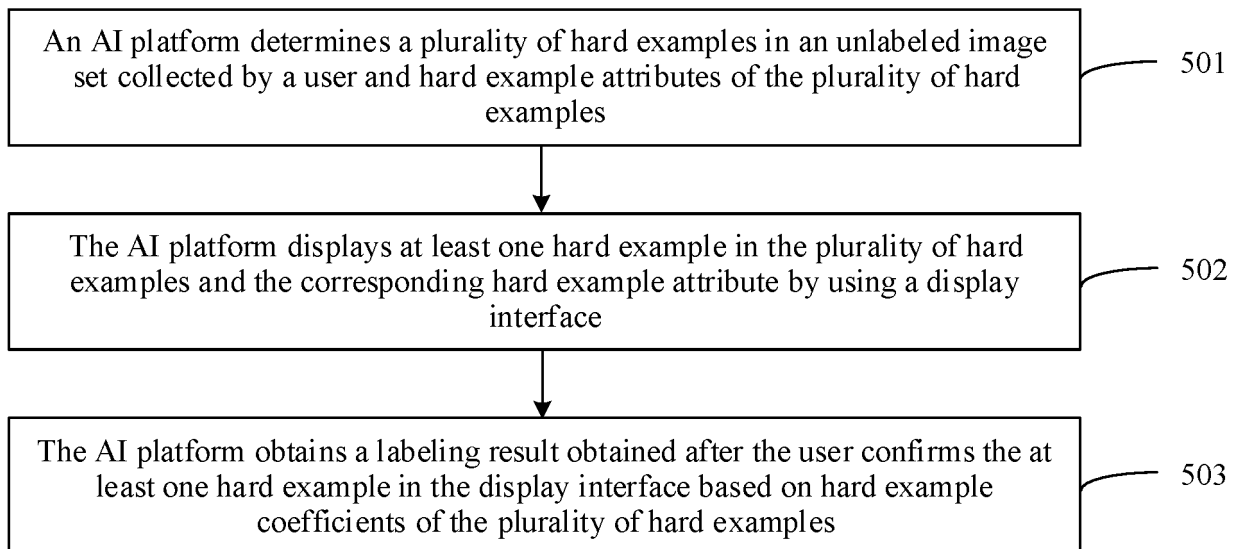 An AI platform determines a plurality of hard examples in an unlabeled image
set collected by a user and hard example attributes of the plurality of hard
examples
501
The AI platform displays at least one hard example in the plurality of hard
examples and the corresponding hard example attribute by using a display
interface
502
The AI platform obtains a labeling result obtained after the user confirms the at
least one hard example in the display interface based on hard example
coefficients of the plurality of hard examples
503